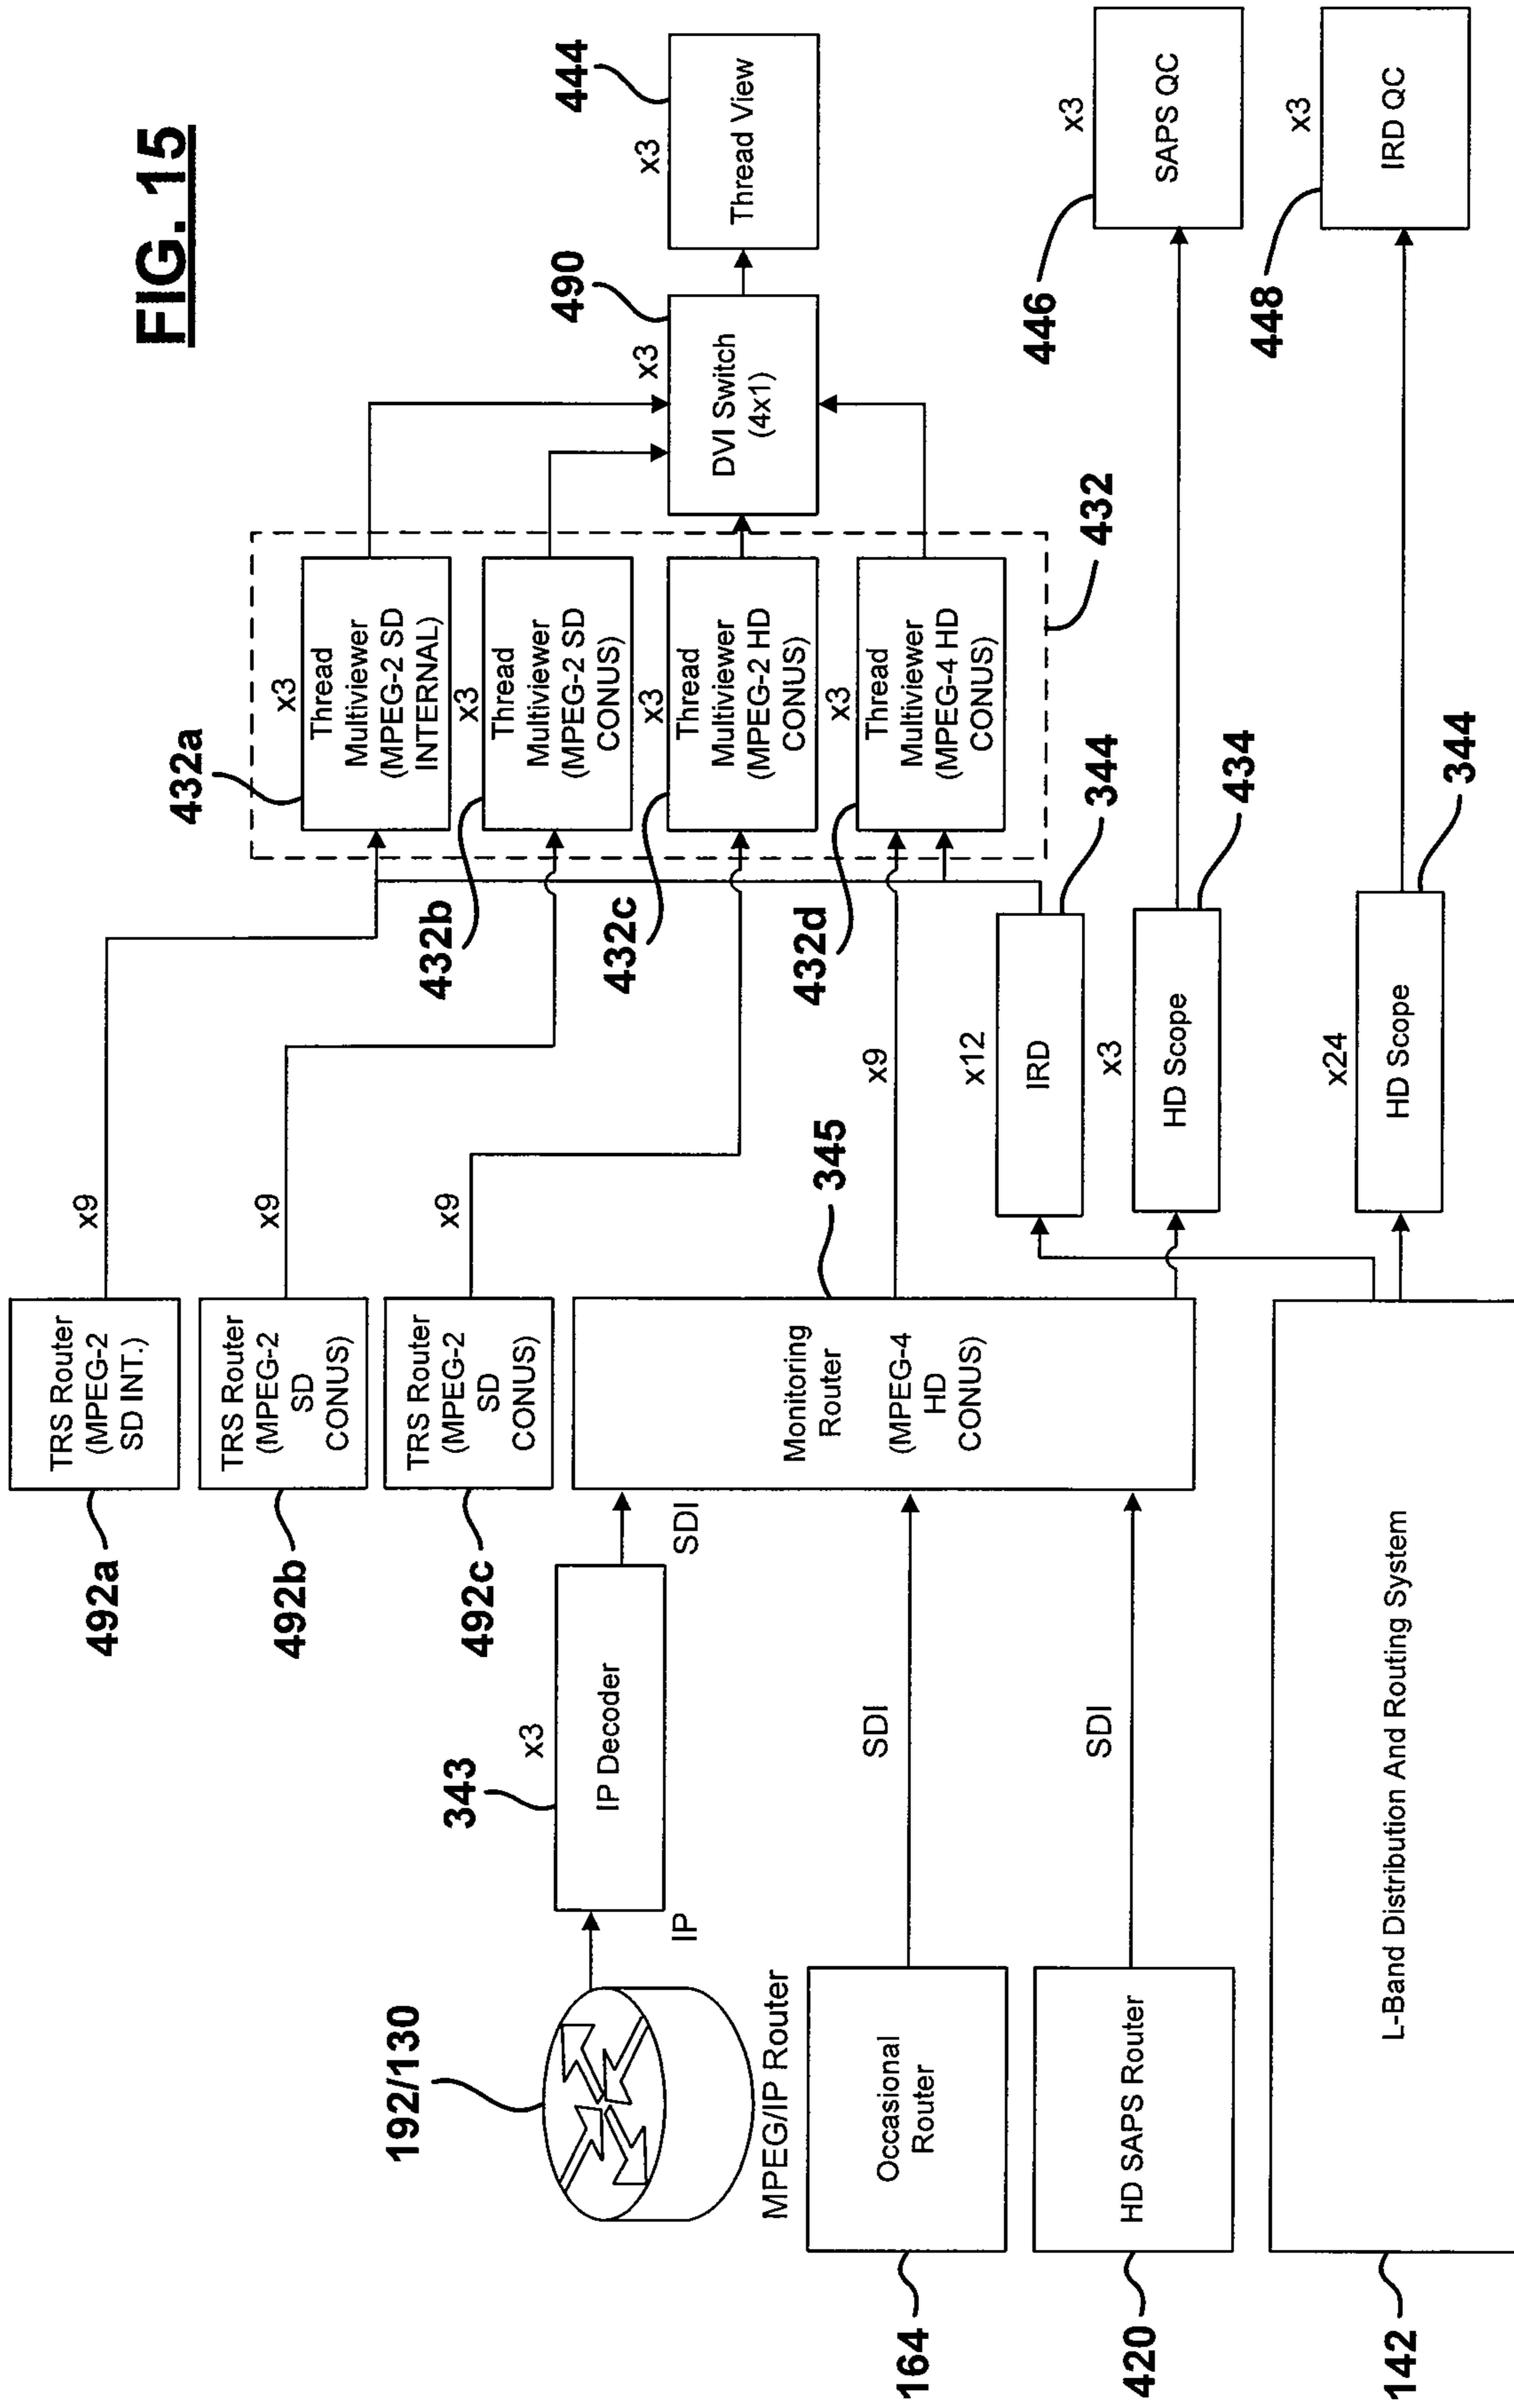 FIG. 15
492a
TRS Router
(MPEG-2
SD INT.)
x9
492b
TRS Router
(MPEG-2
SD
CONUS)
x9
492c
TRS Router
(MPEG-2
SD
CONUS)
x9
192/130
MPEG/IP Router
IP
343
x3
IP Decoder
SDI
345
Monitoring
Router
(MPEG-4
HD
CONUS)
x9
164
Occasional
Router
SDI
420
HD SAPS Router
SDI
142
L-Band Distribution And Routing System
432a
x3
Thread
Multiviewer
(MPEG-2 SD
INTERNAL)
432b
x3
Thread
Multiviewer
(MPEG-2 SD
CONUS)
432c
x3
Thread
Multiviewer
(MPEG-2 HD
CONUS)
432d
x3
Thread
Multiviewer
(MPEG-4 HD
CONUS)
432
490
x3
DVI Switch
(4x1)
444
x3
Thread View
x12
IRD
344
x3
HD Scope
434
446
x3
SAPS QC
x24
HD Scope
344
448
x3
IRD QC